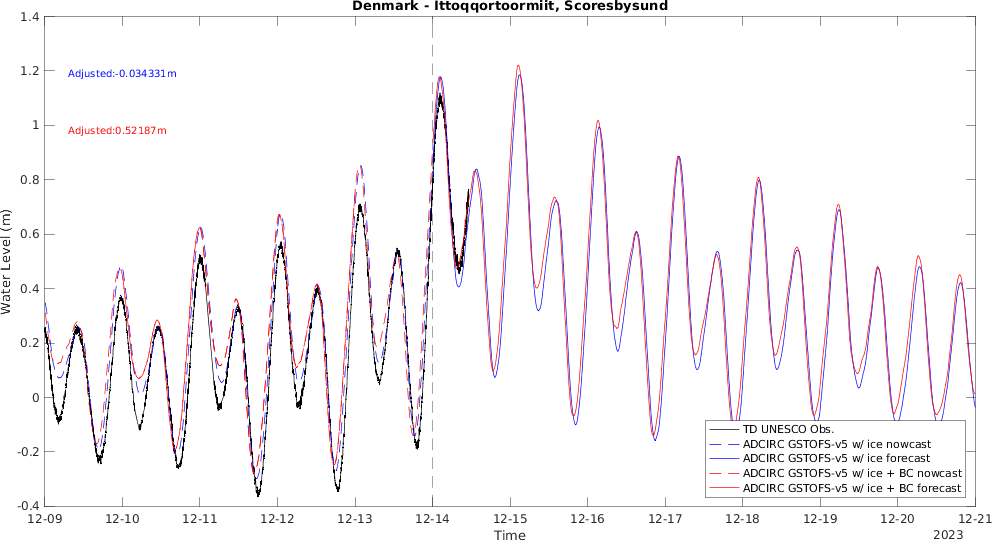 Denmark - Ittoqqortoormiit, Scoresbysund
Adjusted:-0.034331m
Adjusted:0.52187m
Water Level (m)
1.4
1.2
1
0.8
0.6
0.4
0.2
0
-0.2
-0.4
TD UNESCO Obs.
ADCIRC GSTOFS-v5 w/ ice nowcast
ADCIRC GSTOFS-v5 w/ ice forecast
ADCIRC GSTOFS-v5 w/ ice + BC nowcast
ADCIRC GSTOFS-v5 w/ ice + BC forecast
12-09 12-10 12-11 12-12 12-13 12-14 12-15 12-16 12-17 12-18 12-19 12-20 12-21
Time
2023